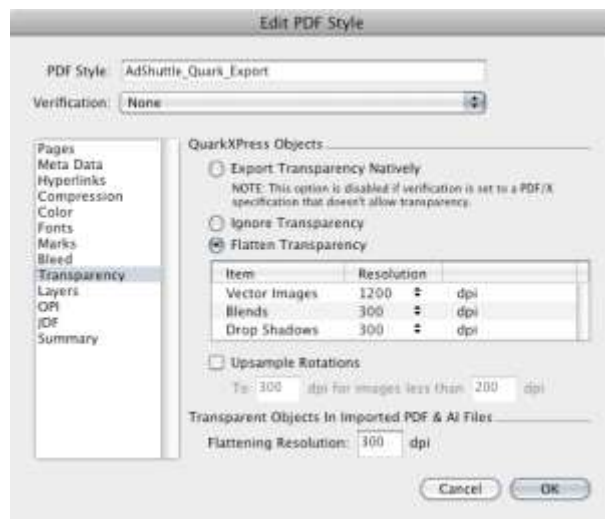 Edit PDF Style
PDF Style: AdShuttle_Quark_Export
Verification: None
Pages
Meta Data
Hyperlinks
Compression
Color
Fonts
Marks
Bleed
Transparency
Layers
OPI
JDF
Summary
QuarkXPress Objects
Export Transparency Natively
NOTE: This option is disabled if verification is set to a PDF/X
specification that doesn't allow transparency.
Ignore Transparency
Flatten Transparency
Item Resolution
Vector Images 1200 dpi
Blends 300 dpi
Drop Shadows 300 dpi
Upsample Rotations
To: 300 dpi for images less than 200 dpi
Transparent Objects In Imported PDF & AI Files
Flattening Resolution: 300 dpi
Cancel OK